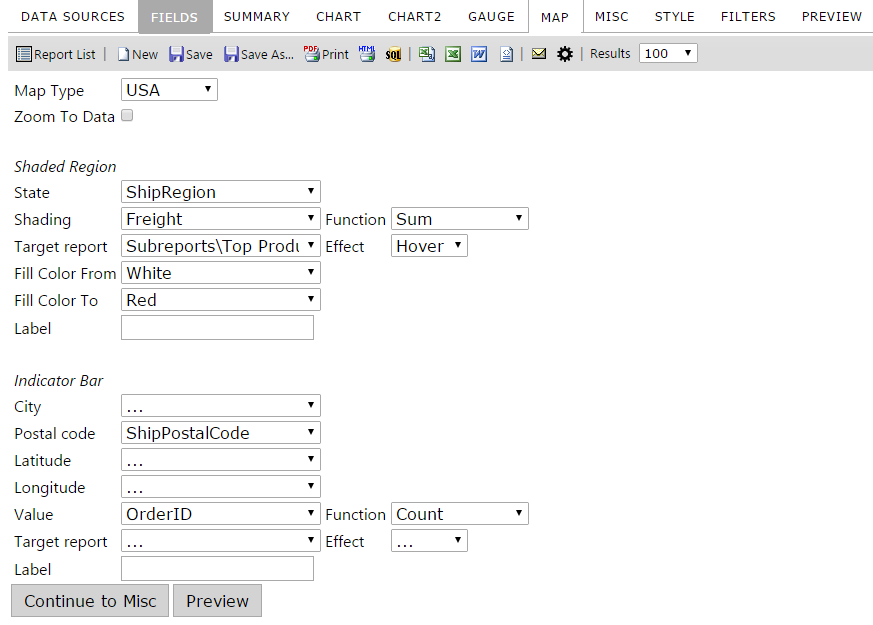 DATA SOURCES FIELDS SUMMARY CHART CHART2 GAUGE MAP MISC STYLE FILTERS PREVIEW
Report List | New Save Save As... PDF Print HTML SQL | | Results 100
Map Type USA
Zoom To Data
Shaded Region
State ShipRegion
Shading Freight Function Sum
Target report Subreports\Top Produ Effect Hover
Fill Color From White
Fill Color To Red
Label
Indicator Bar
City ...
Postal code ShipPostalCode
Latitude ...
Longitude ...
Value OrderID Function Count
Target report ... Effect ...
Label
Continue to Misc Preview